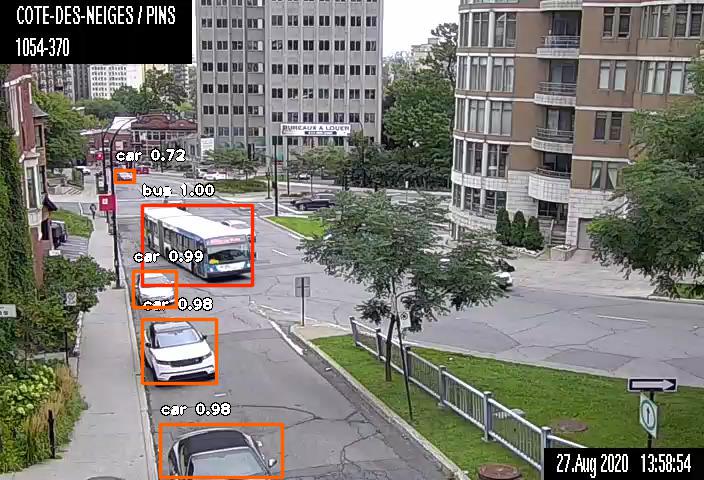 COTE-DES-NEIGES / PINS
1054-370
BUREAUX A LOUER
car 0.72
bus 1.00
car 0.99
car 0.98
car 0.98
27.Aug 2020 13:58:54